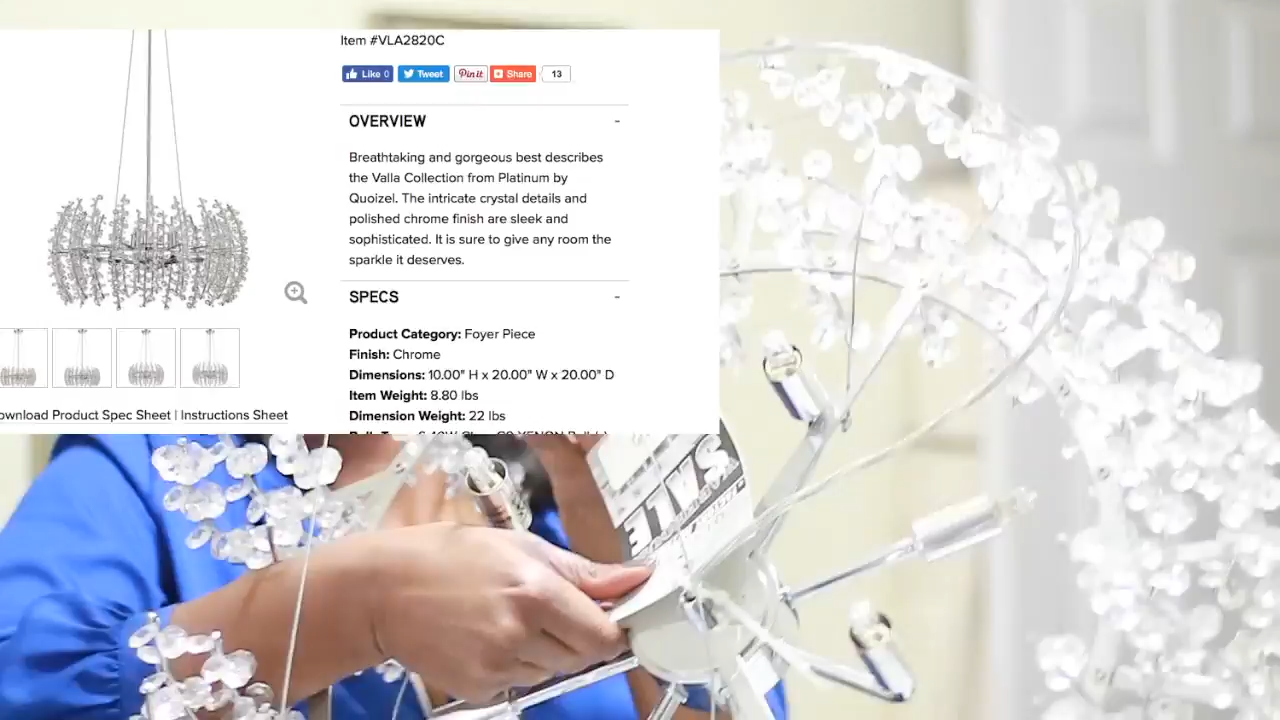 Item #VLA2820C
Like 0
Tweet
Pin it
Share
13
OVERVIEW -
Breathtaking and gorgeous best describes
the Valla Collection from Platinum by
Quoizel. The intricate crystal details and
polished chrome finish are sleek and
sophisticated. It is sure to give any room the
sparkle it deserves.
SPECS -
Product Category: Foyer Piece
Finish: Chrome
Dimensions: 10.00" H x 20.00" W x 20.00" D
Item Weight: 8.80 lbs
Dimension Weight: 22 lbs
ownload Product Spec Sheet | Instructions Sheet
SALE